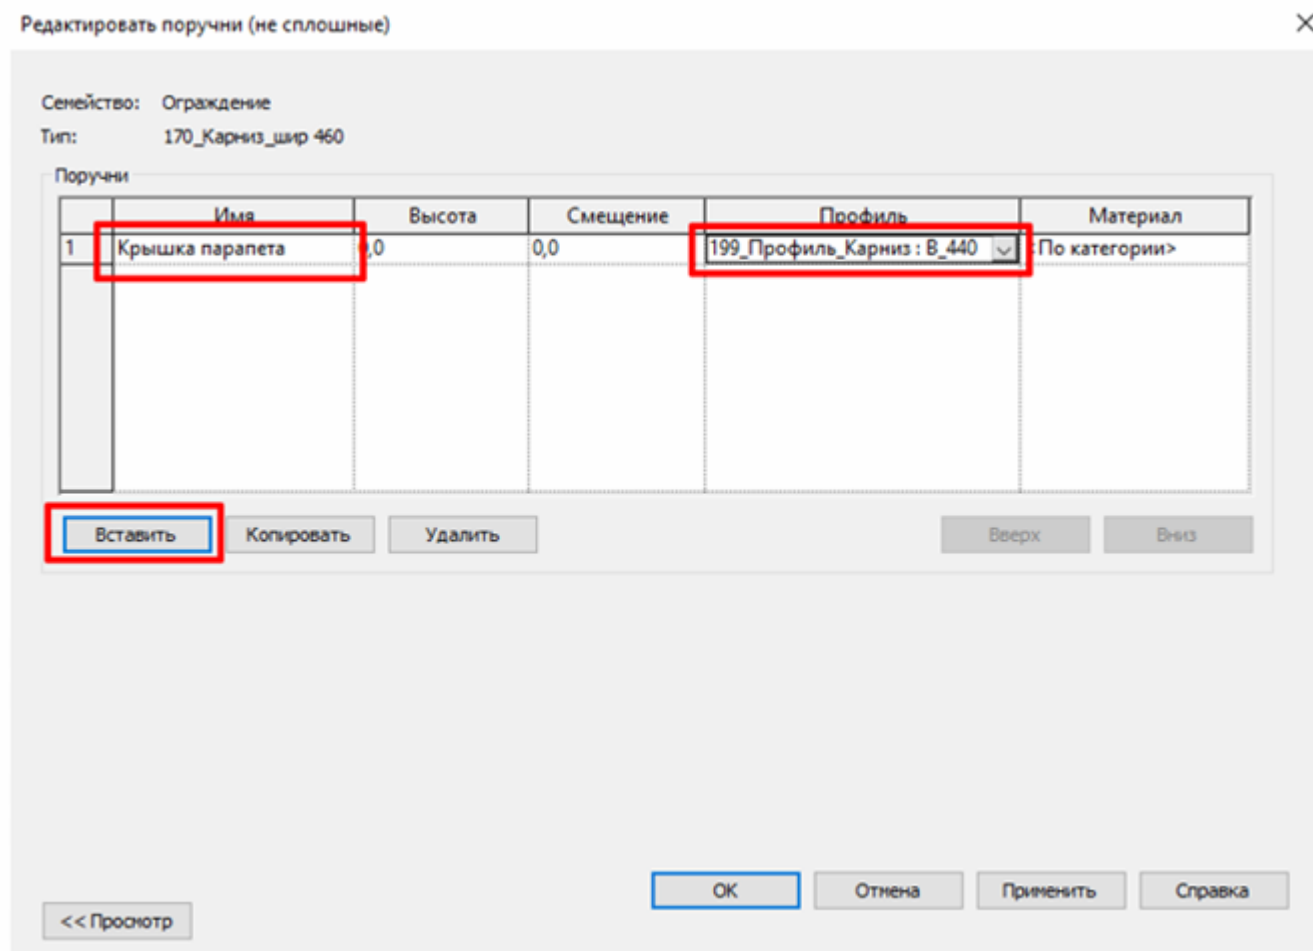 Редактировать поручни (не сплошные)
Семейство: Ограждение
Тип: 170_Карниз_шир 460
Поручни
Имя Высота Смещение Профиль Материал
1 Крышка парапета 0,0 0,0 199_Профиль_Карниз : В_440 <По категории>
Вставить Копировать Удалить Вверх Вниз
ОК Отмена Применить Справка
<< Просмотр